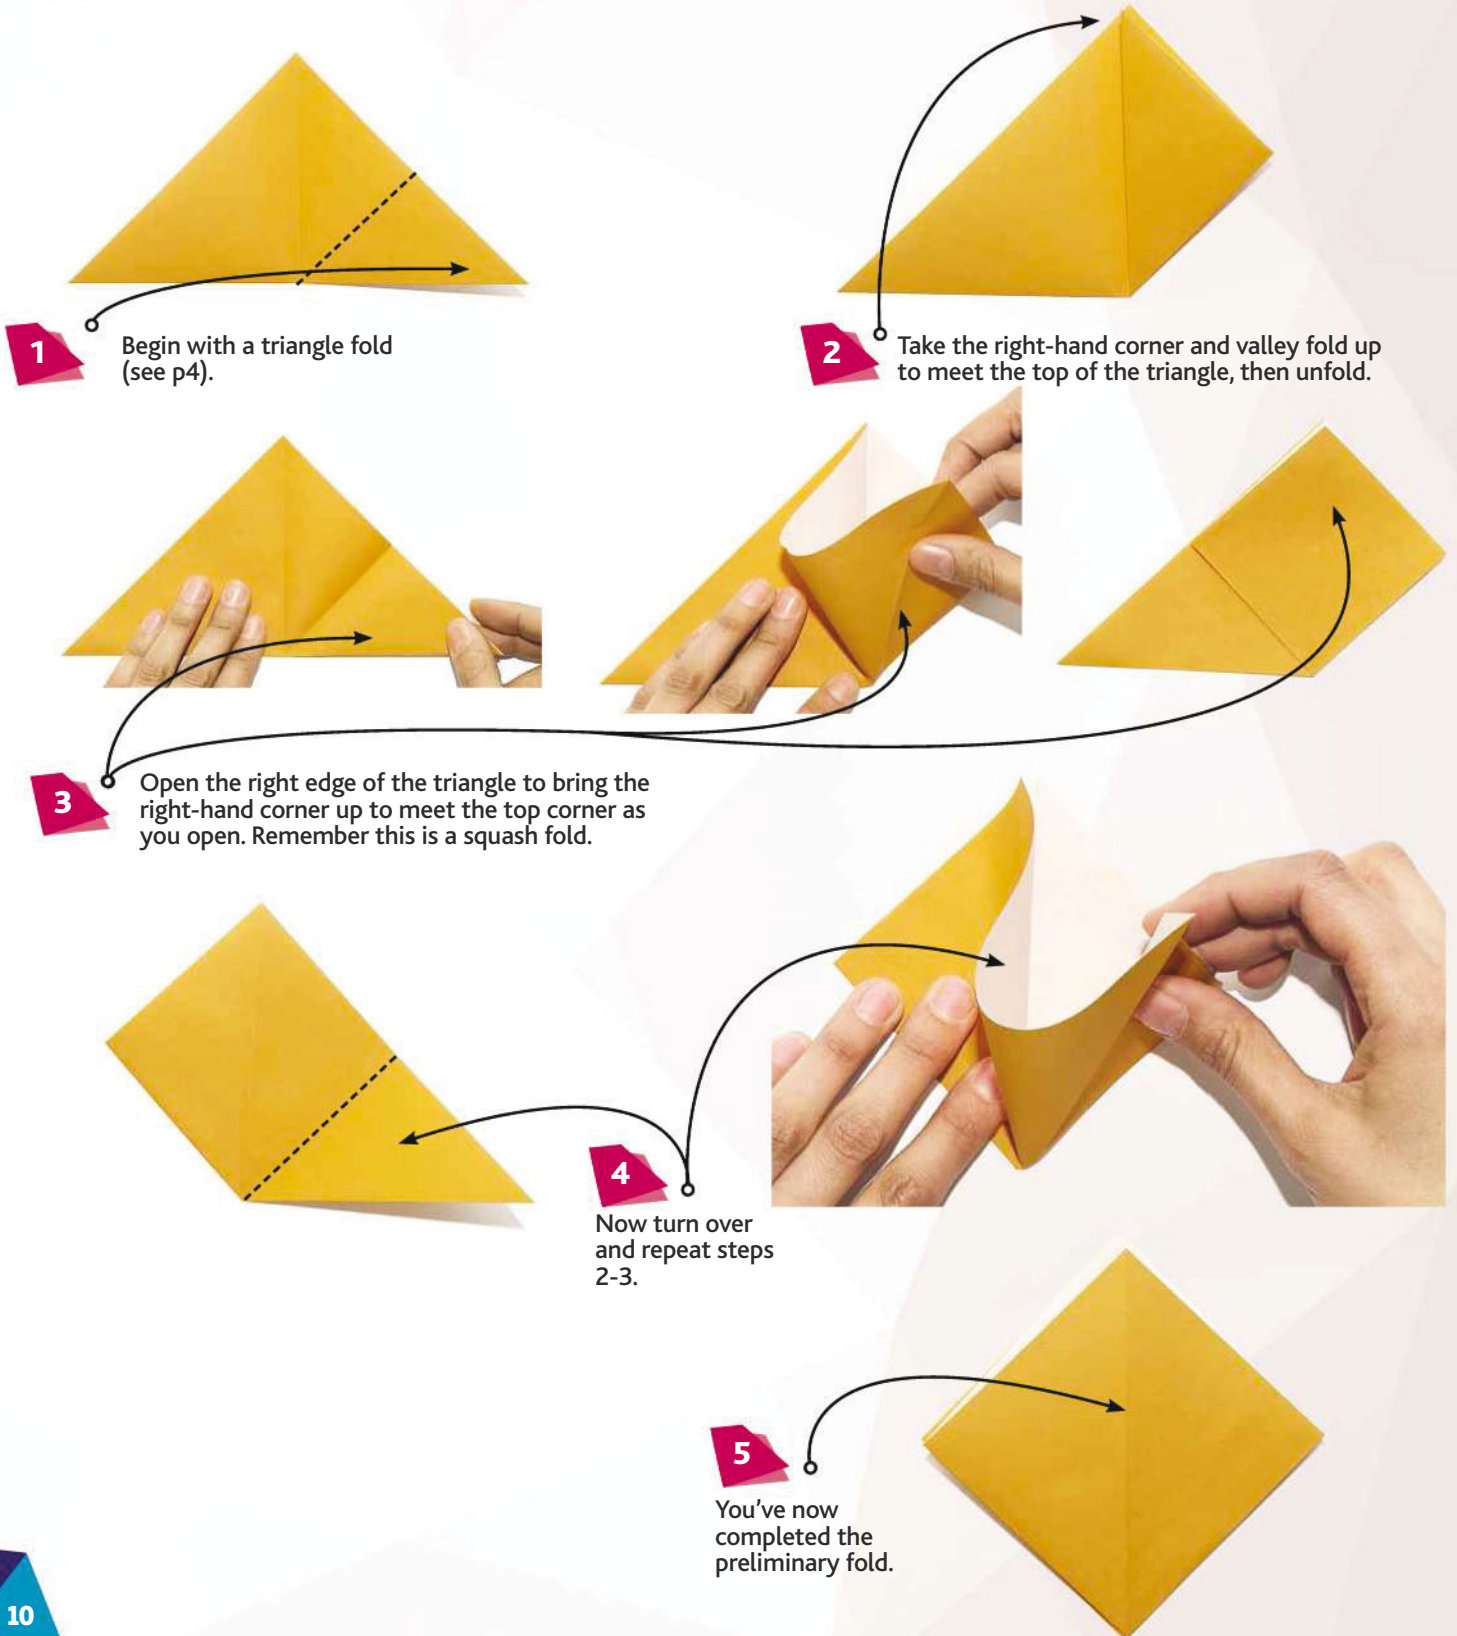 1
Begin with a triangle fold
(see p4).
2
Take the right-hand corner and valley fold up
to meet the top of the triangle, then unfold.
3
Open the right edge of the triangle to bring the
right-hand corner up to meet the top corner as
you open. Remember this is a squash fold.
4
Now turn over
and repeat steps
2-3.
5
You've now
completed the
preliminary fold.
10